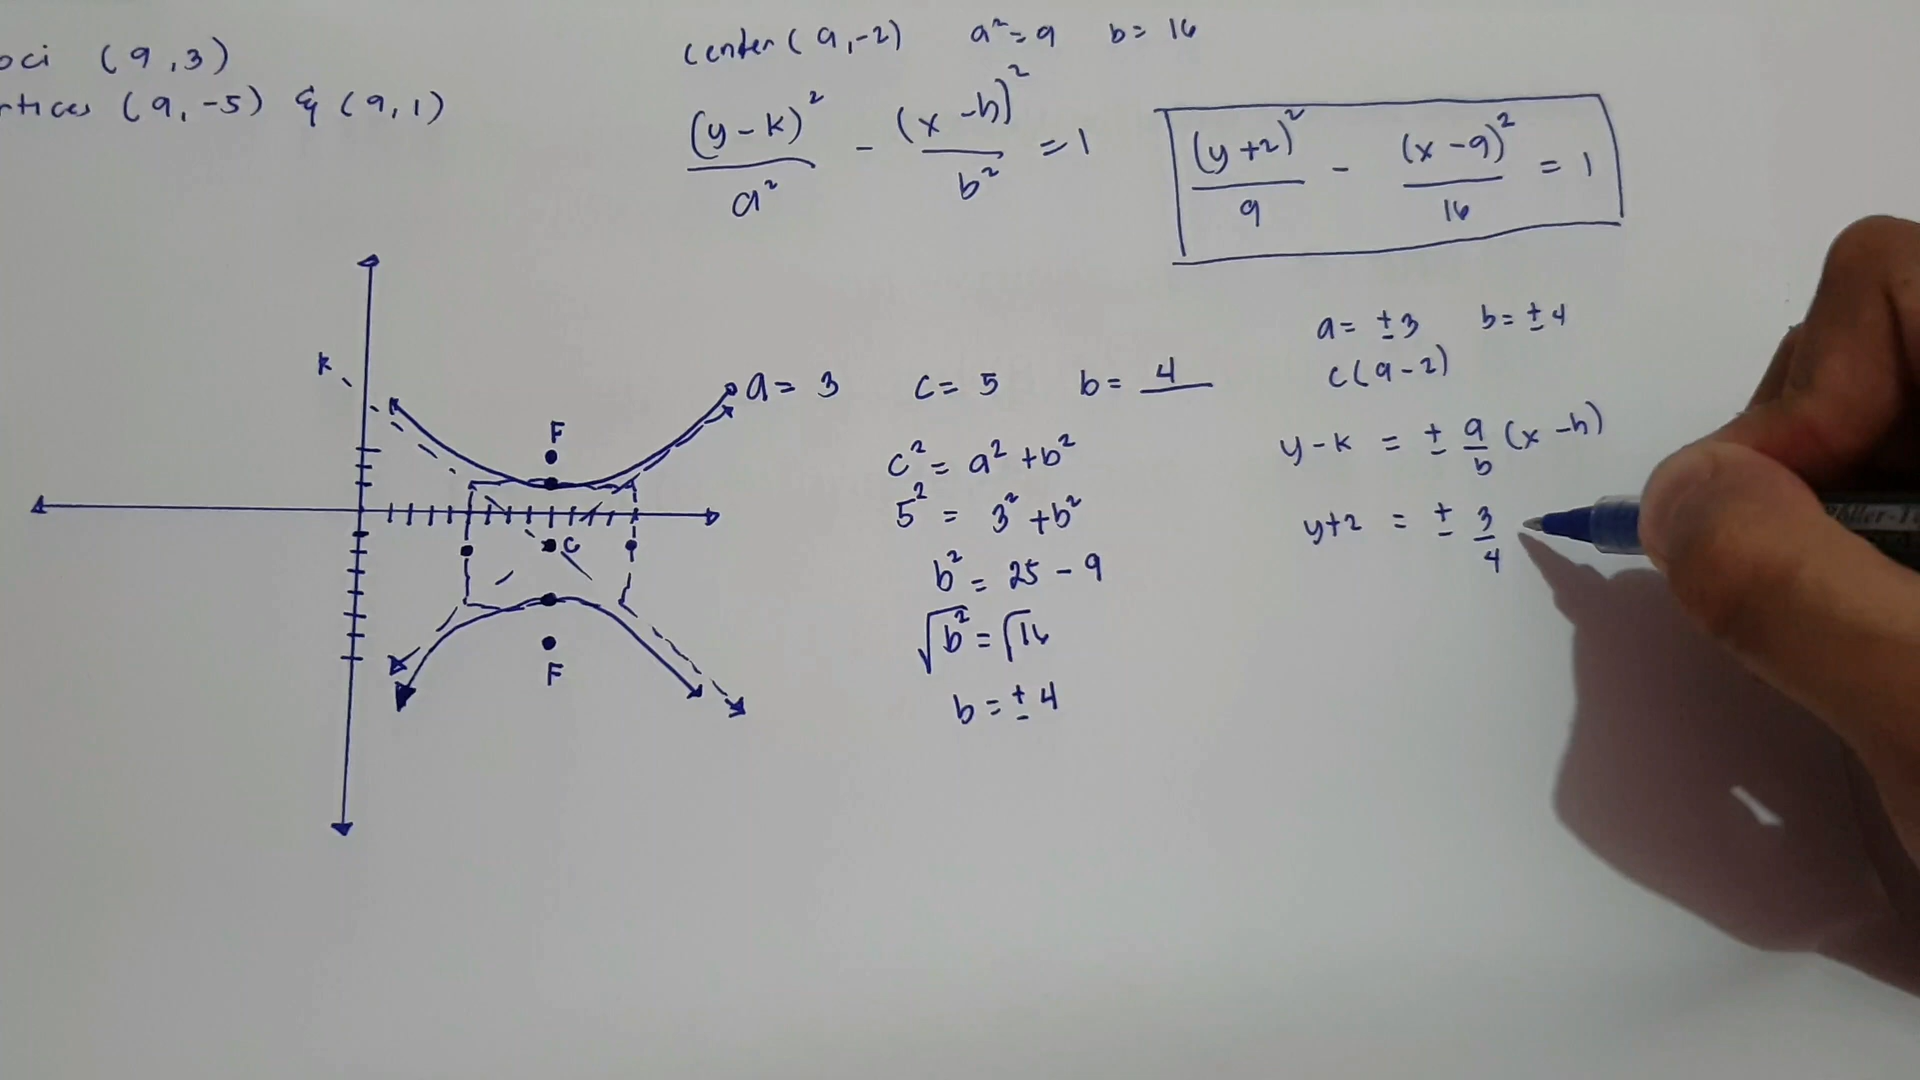 oci (9,3)
rtices (9,-5) & (9,1)
center (9,-2) a²=9 b= 16
(y-k)²/a² - (x-h)²/b² = 1
(y+2)²/9 - (x-9)²/16 = 1
K
F
C
F
a= 3 c= 5 b= 4
c² = a² + b²
5² = 3² + b²
b² = 25 - 9
√b² = √16
b = ± 4
a= ±3 b= ±4
C(9-2)
y-k = ± a/b (x-h)
y+2 = ± 3/4